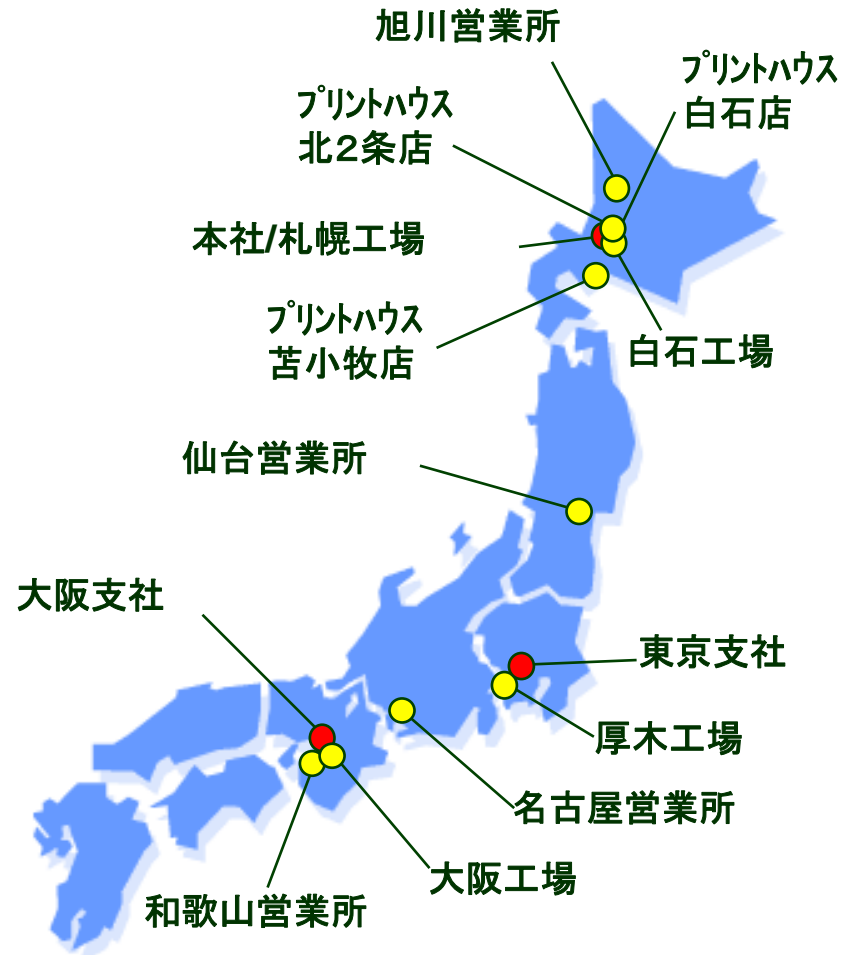 旭川営業所
ﾌﾟﾘﾝﾄﾊｳｽ
白石店
ﾌﾟﾘﾝﾄﾊｳｽ
北２条店
本社/札幌工場
ﾌﾟﾘﾝﾄﾊｳｽ
苫小牧店
白石工場
仙台営業所
大阪支社
東京支社
厚木工場
名古屋営業所
大阪工場
和歌山営業所